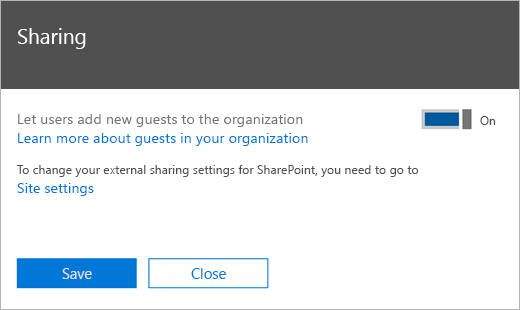 Sharing
Let users add new guests to the organization
On
Learn more about guests in your organization
To change your external sharing settings for SharePoint, you need to go to
Site settings
Save
Close